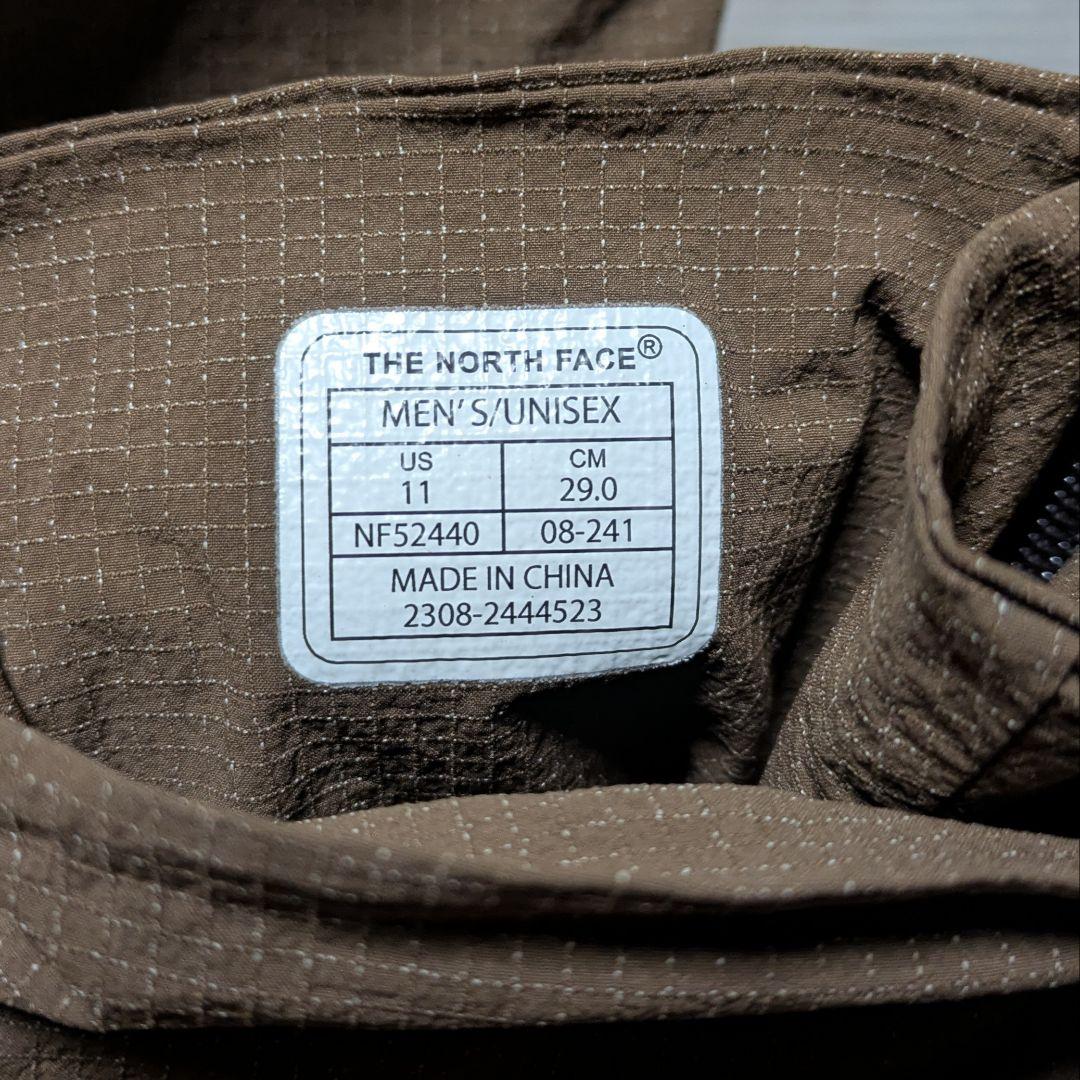 THE NORTH FACE®
MEN'S/UNISEX
US CM
11 29.0
NF52440 08-241
MADE IN CHINA
2308-2444523